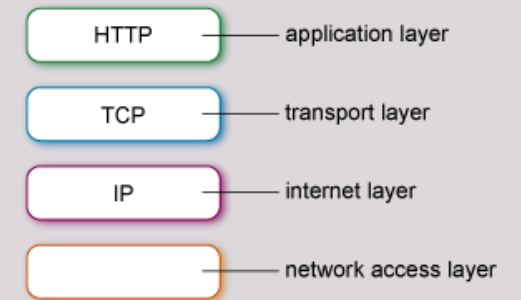 HTTP application layer
TCP transport layer
IP internet layer
network access layer